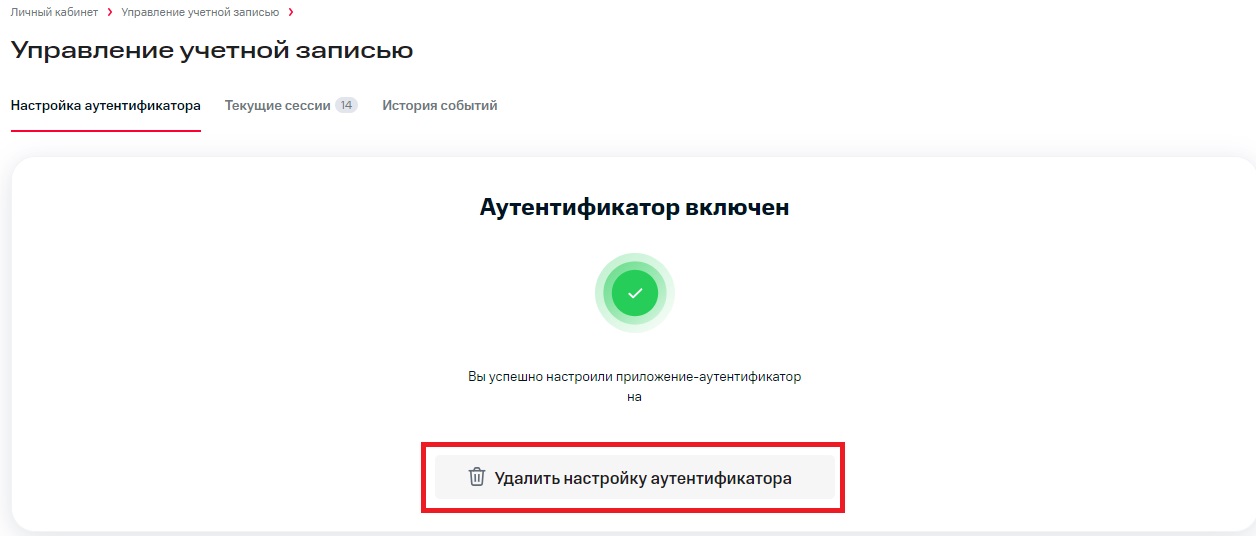 Личный кабинет › Управление учетной записью ›
Управление учетной записью
Настройка аутентификатора Текущие сессии 14 История событий
Аутентификатор включен
Вы успешно настроили приложение-аутентификатор
на
Удалить настройку аутентификатора